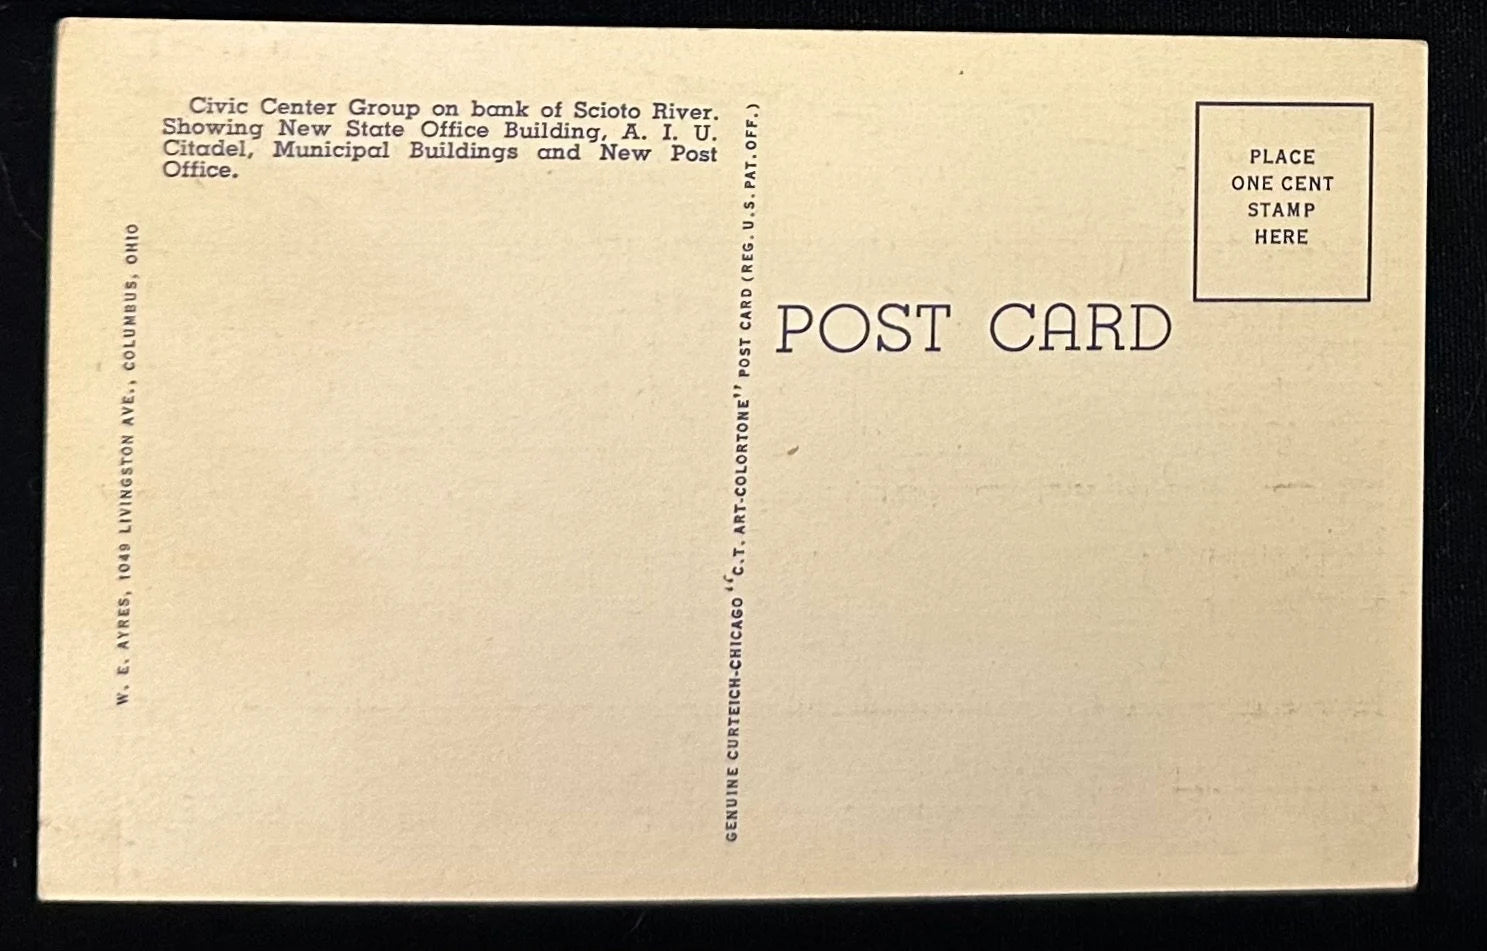 Civic Center Group on bank of Scioto River.
Showing New State Office Building, A. I. U.
Citadel, Municipal Buildings and New Post
Office.
W. E. AYRES, 1049 LIVINGSTON AVE., COLUMBUS, OHIO
GENUINE CURTEICH-CHICAGO "C.T. ART-COLORTONE" POST CARD (REG. U.S. PAT. OFF.)
POST CARD
PLACE
ONE CENT
STAMP
HERE